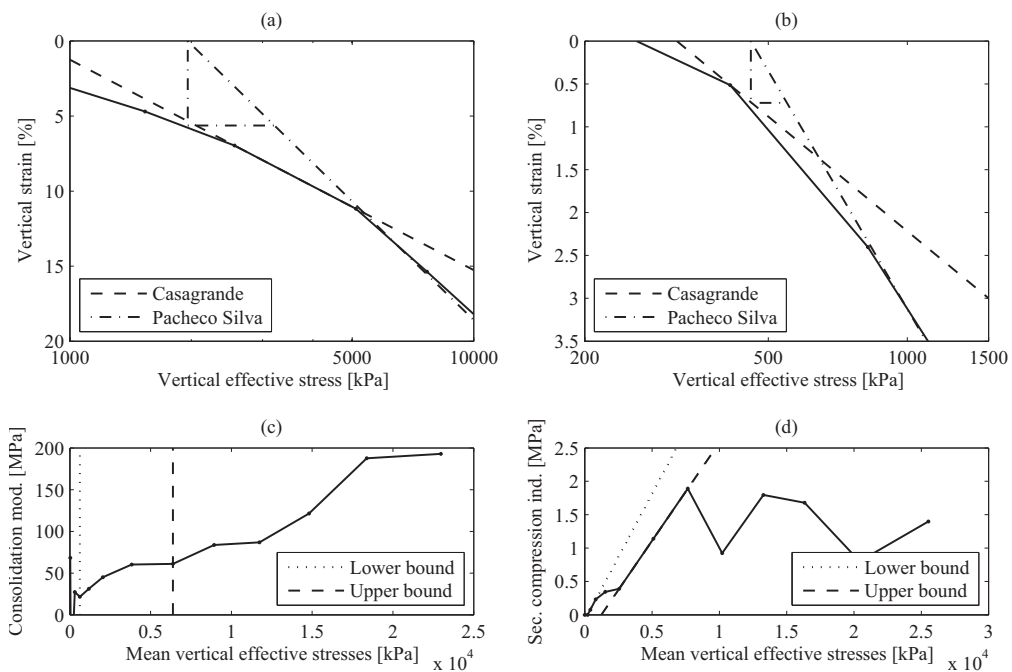 (a)
Vertical strain [%]
0
5
10
15
20
1000
5000
10000
Casagrande
Pacheco Silva
Vertical effective stress [kPa]
(b)
Vertical strain [%]
0
0.5
1
1.5
2
2.5
3
3.5
200
500
1000
1500
Casagrande
Pacheco Silva
Vertical effective stress [kPa]
(c)
Consolidation mod. [MPa]
200
150
100
50
0
0
0.5
1
1.5
2
2.5
Lower bound
Upper bound
Mean vertical effective stresses [kPa]
x 10^4
(d)
Sec. compression ind. [MPa]
2.5
2
1.5
1
0.5
0
0
0.5
1
1.5
2
2.5
3
Lower bound
Upper bound
Mean vertical effective stresses [kPa]
x 10^4